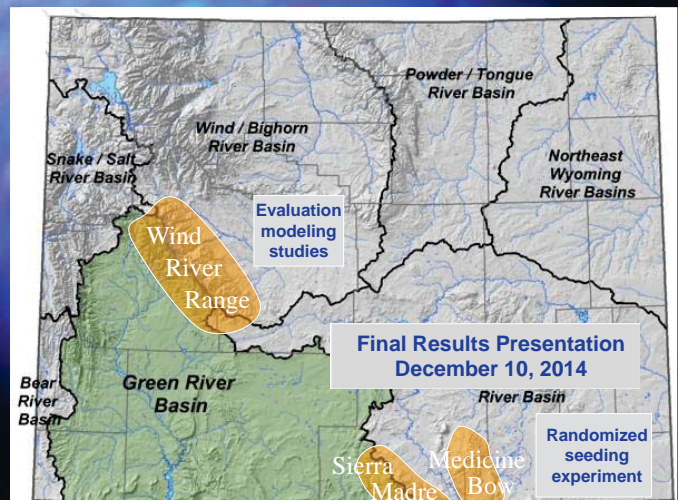 Powder / Tongue
River Basin
Wind / Bighorn
River Basin
Snake / Salt
River Basin
Northeast
Wyoming
River Basins
Evaluation
modeling
studies
Wind
River
Range
Final Results Presentation
December 10, 2014
River Basin
Bear
River
Basin
Green River
Basin
Randomized
seeding
experiment
Sierra
Madre
Medicine
Bow